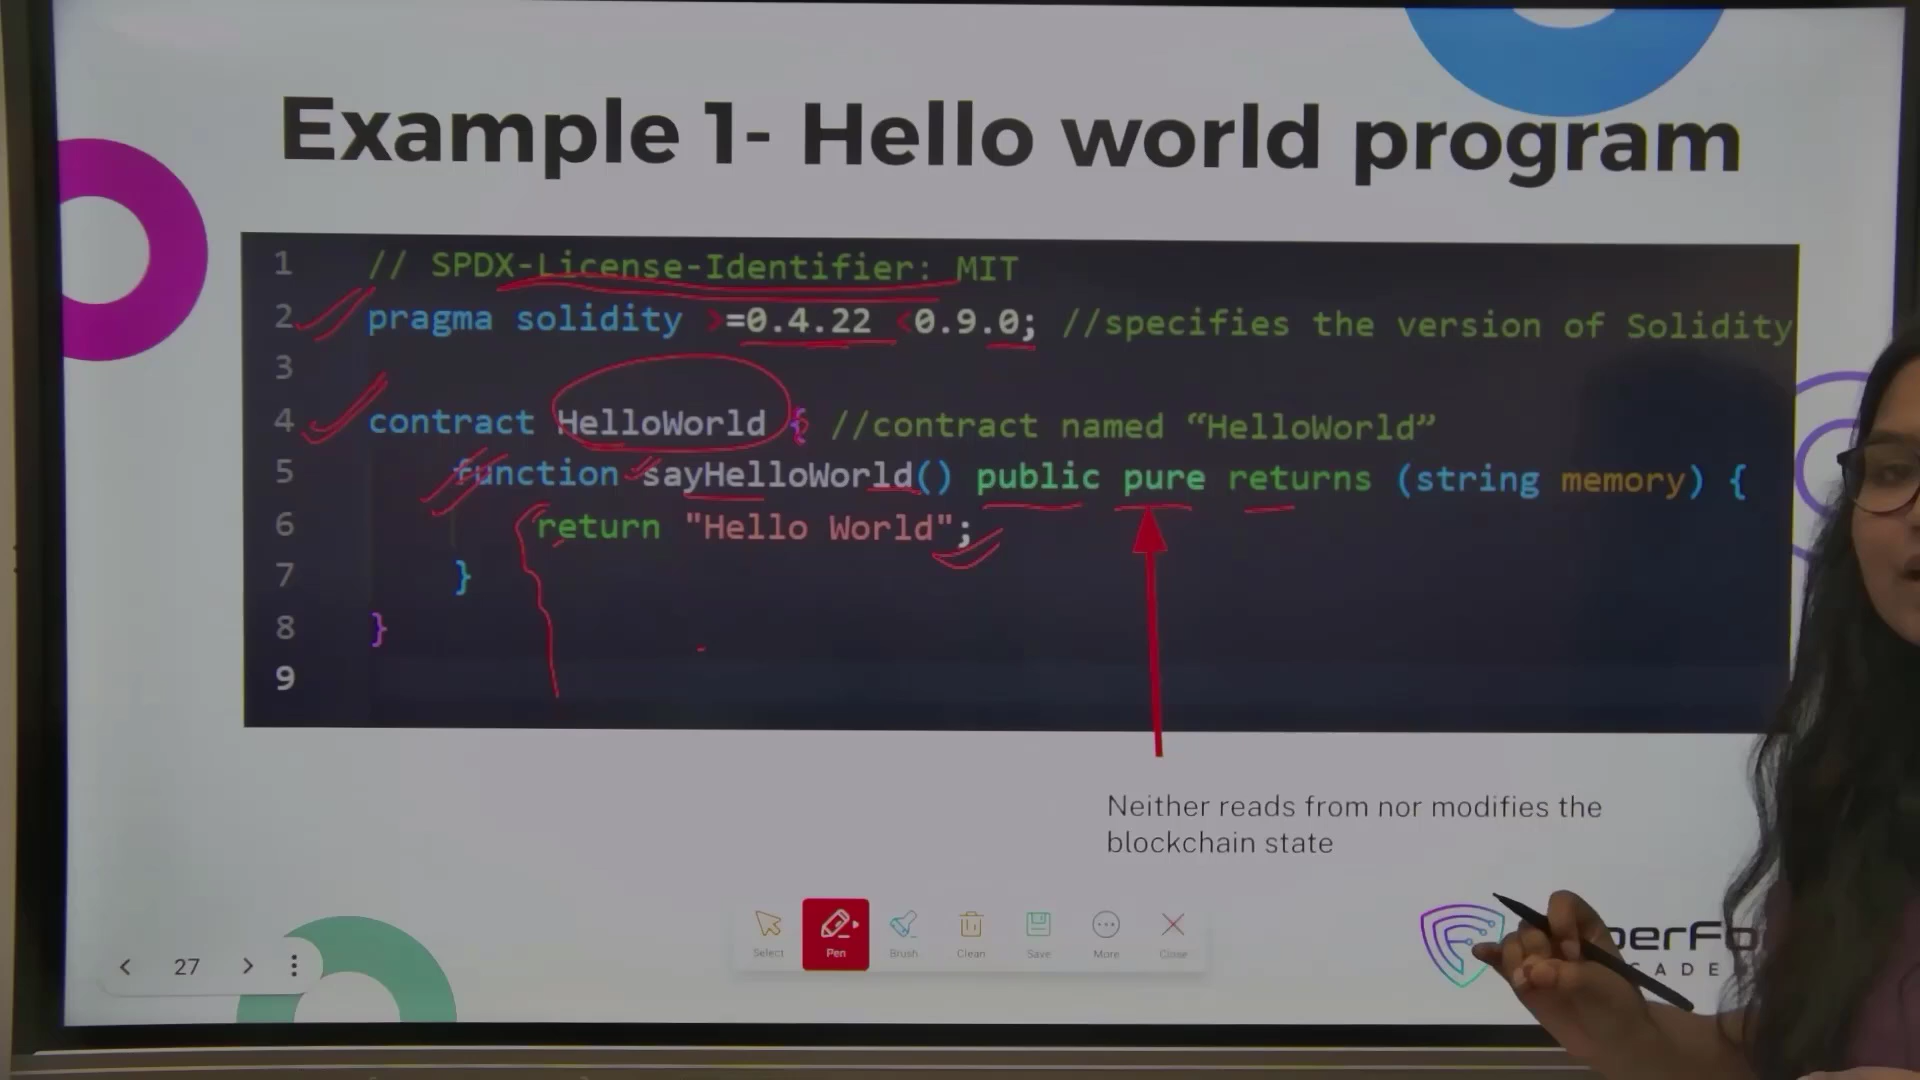 Example 1- Hello world program
1 // SPDX-License-Identifier: MIT
2 pragma solidity >=0.4.22 <0.9.0; //specifies the version of Solidity
3
4 contract HelloWorld { //contract named “HelloWorld”
5 function sayHelloWorld() public pure returns (string memory) {
6 return "Hello World";
7 }
8 }
9
Neither reads from nor modifies the
blockchain state
Select Pen Brush Clean Save More Close
27